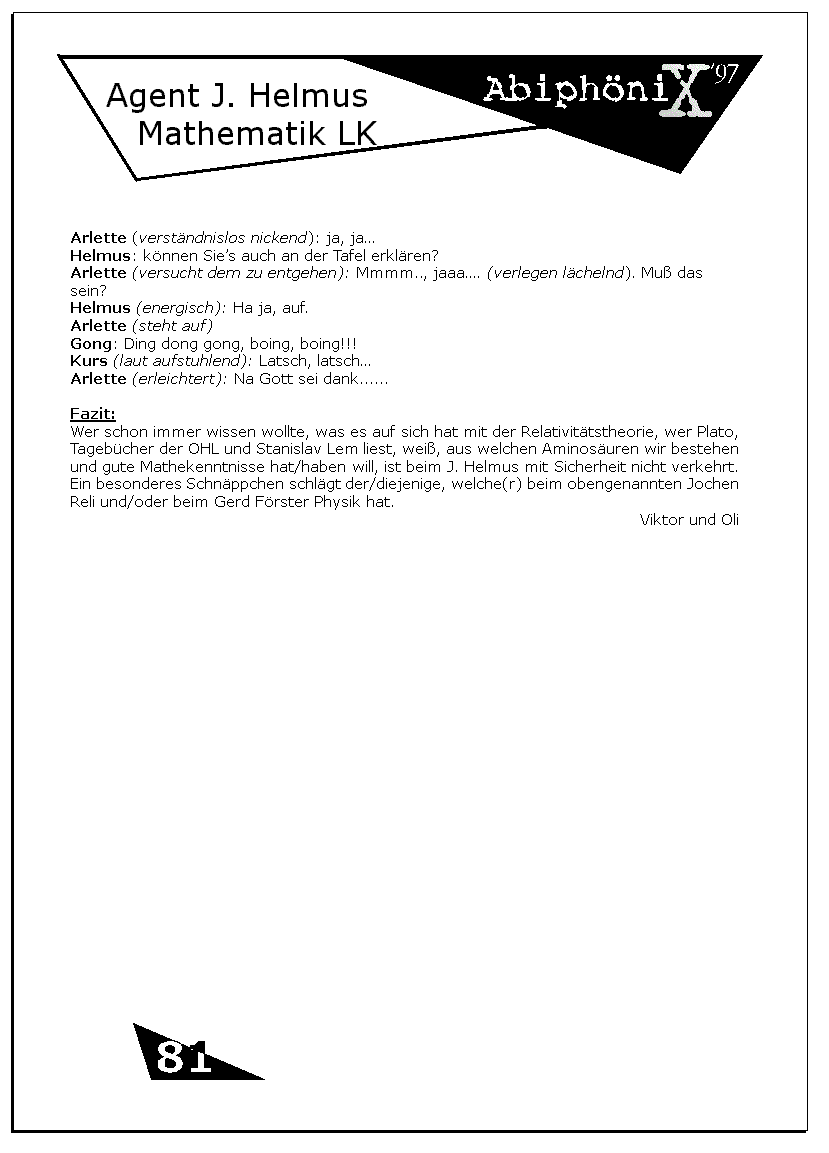 Agent J. Helmus
Mathematik LK
AbiphöniX '97
Arlette (verständnislos nickend): ja, ja...
Helmus: können Sie's auch an der Tafel erklären?
Arlette (versucht dem zu entgehen): Mmmm.., jaaa.... (verlegen lächelnd). Muß das
sein?
Helmus (energisch): Ha ja, auf.
Arlette (steht auf)
Gong: Ding dong gong, boing, boing!!!
Kurs (laut aufstuhlend): Latsch, latsch...
Arlette (erleichtert): Na Gott sei dank......
Fazit:
Wer schon immer wissen wollte, was es auf sich hat mit der Relativitätstheorie, wer Plato,
Tagebücher der OHL und Stanislav Lem liest, weiß, aus welchen Aminosäuren wir bestehen
und gute Mathekenntnisse hat/haben will, ist beim J. Helmus mit Sicherheit nicht verkehrt.
Ein besonderes Schnäppchen schlägt der/diejenige, welche(r) beim obengenannten Jochen
Reli und/oder beim Gerd Förster Physik hat.
Viktor und Oli
81